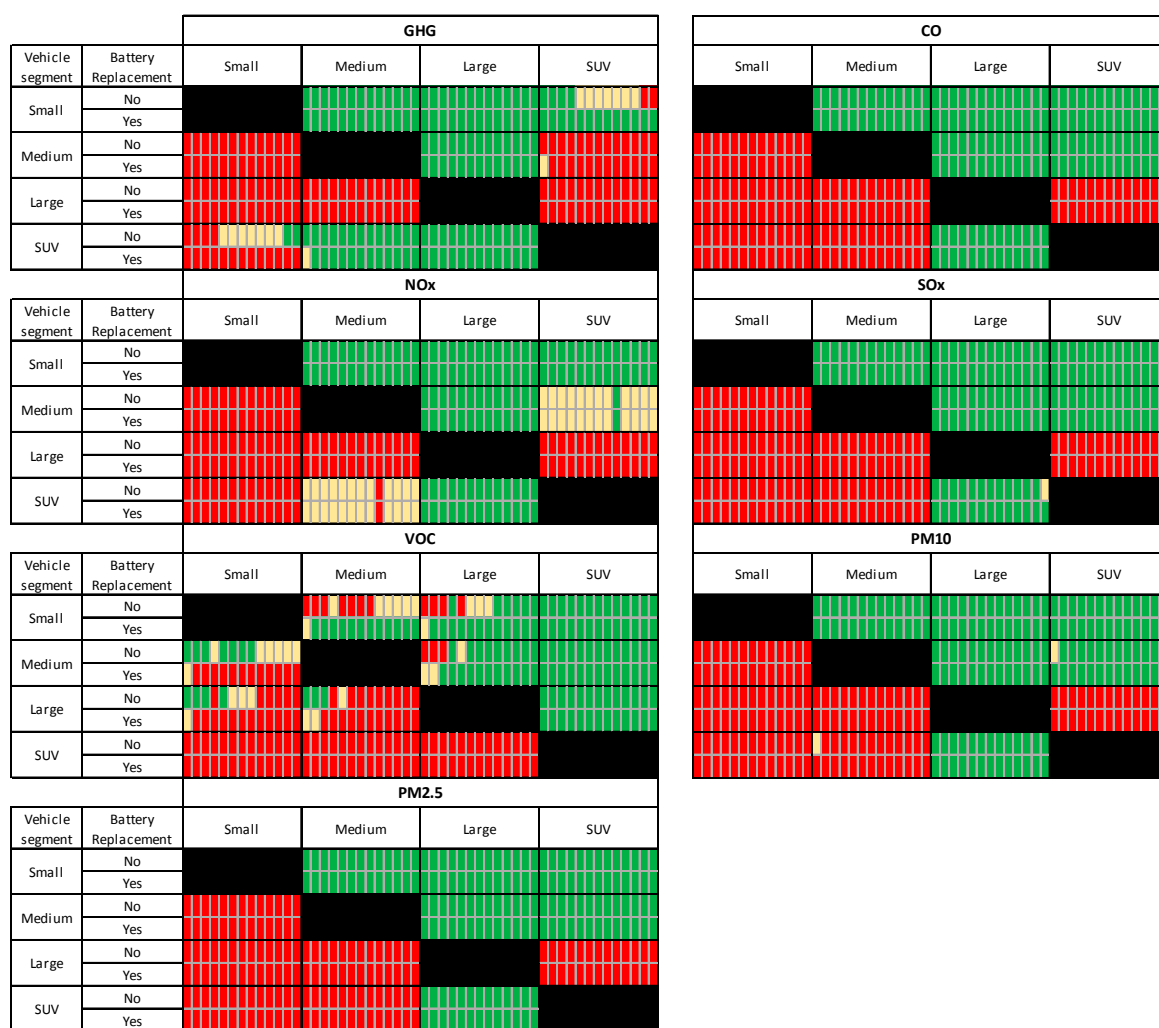 GHG CO
Vehicle segment Battery Replacement Small Medium Large SUV Small Medium Large SUV
Small No
Yes
Medium No
Yes
Large No
Yes
SUV No
Yes
NOx SOx
Vehicle segment Battery Replacement Small Medium Large SUV Small Medium Large SUV
Small No
Yes
Medium No
Yes
Large No
Yes
SUV No
Yes
VOC PM10
Vehicle segment Battery Replacement Small Medium Large SUV Small Medium Large SUV
Small No
Yes
Medium No
Yes
Large No
Yes
SUV No
Yes
PM2.5
Vehicle segment Battery Replacement Small Medium Large SUV
Small No
Yes
Medium No
Yes
Large No
Yes
SUV No
Yes